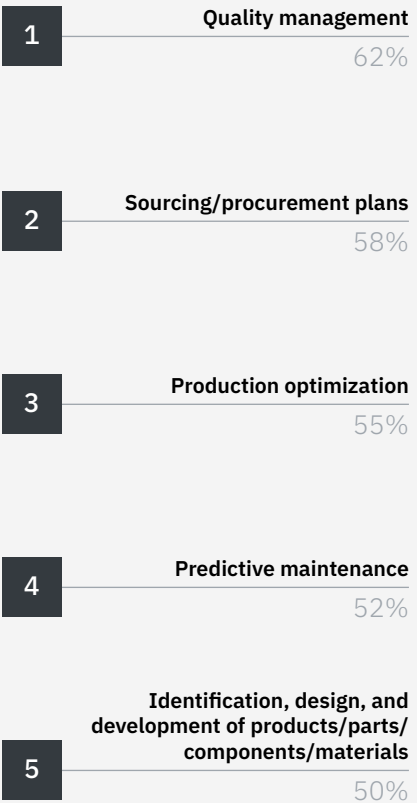 1
Quality management
62%
2
Sourcing/procurement plans
58%
3
Production optimization
55%
4
Predictive maintenance
52%
Identification, design, and
development of products/parts/
components/materials
5
50%